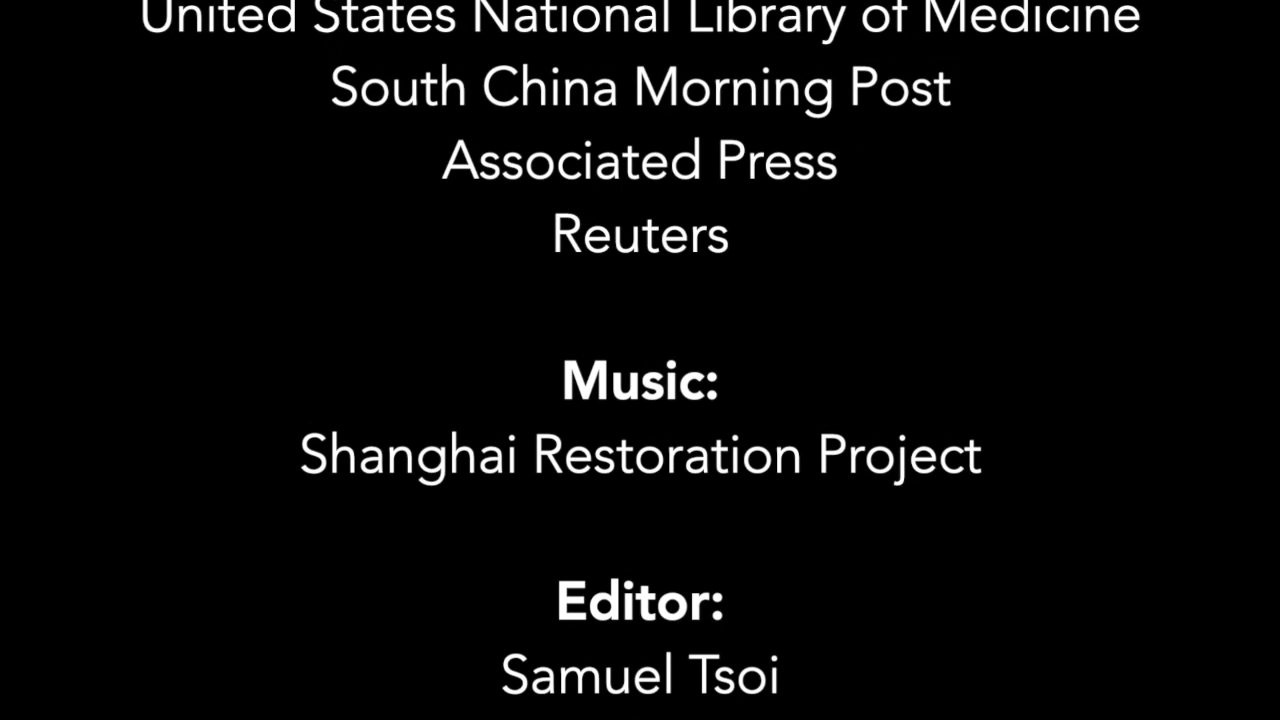 United States National Library of Medicine
South China Morning Post
Associated Press
Reuters
Music:
Shanghai Restoration Project
Editor:
Samuel Tsoi